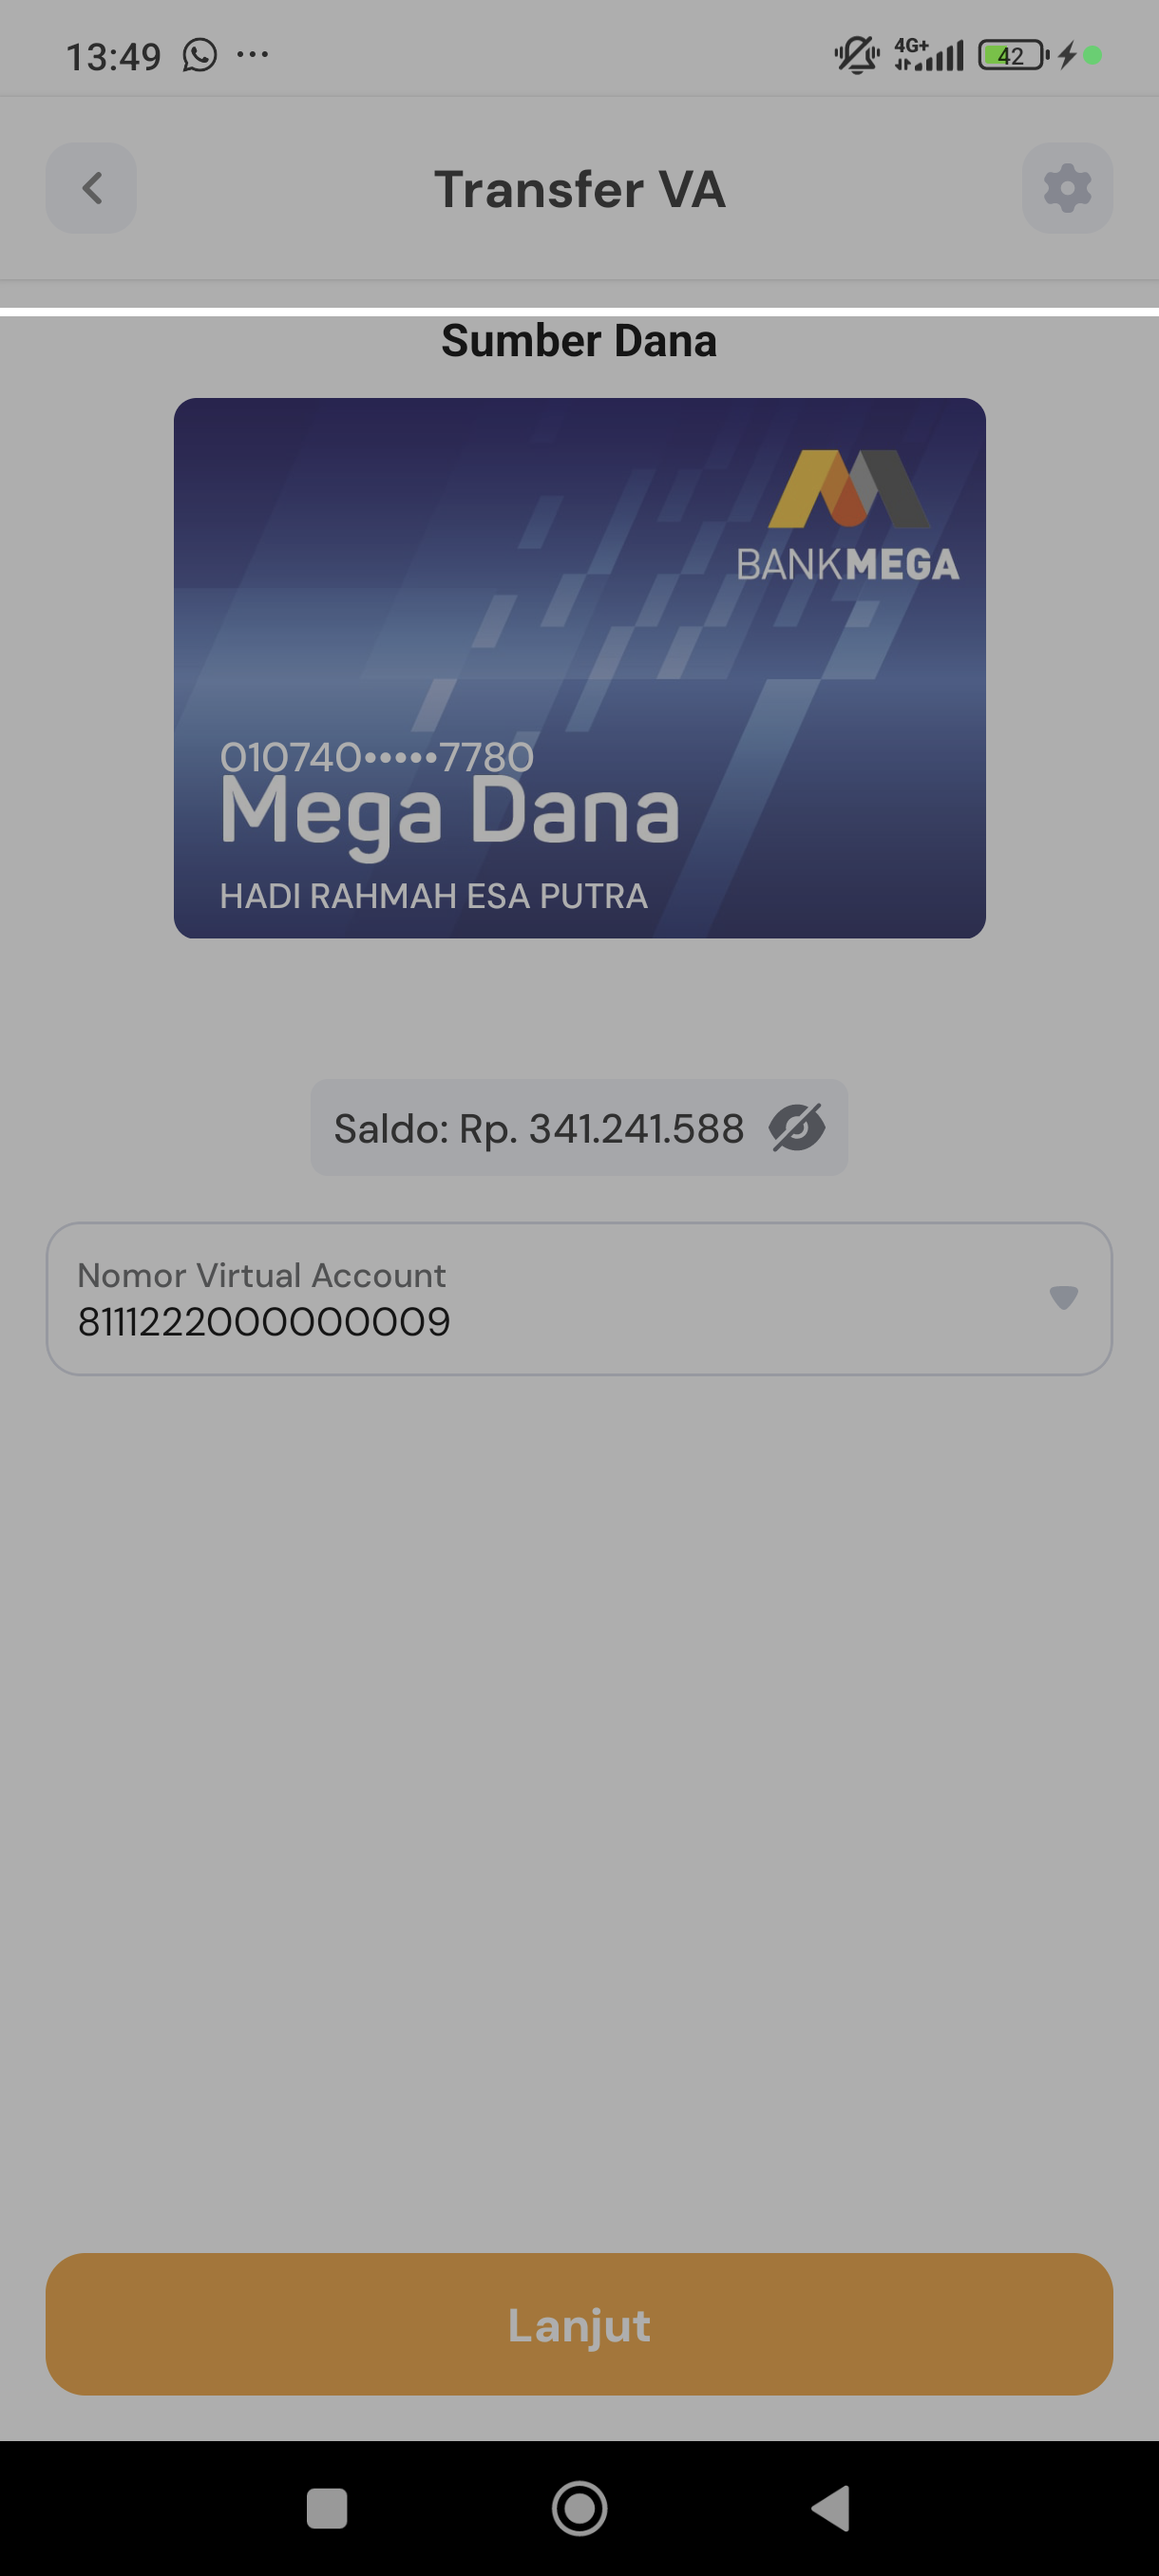 13:49
4G+
42
Transfer VA
Sumber Dana
BANKMEGA
010740•••••7780
Mega Dana
HADI RAHMAH ESA PUTRA
Saldo: Rp. 341.241.588
Nomor Virtual Account
8111222000000009
Lanjut